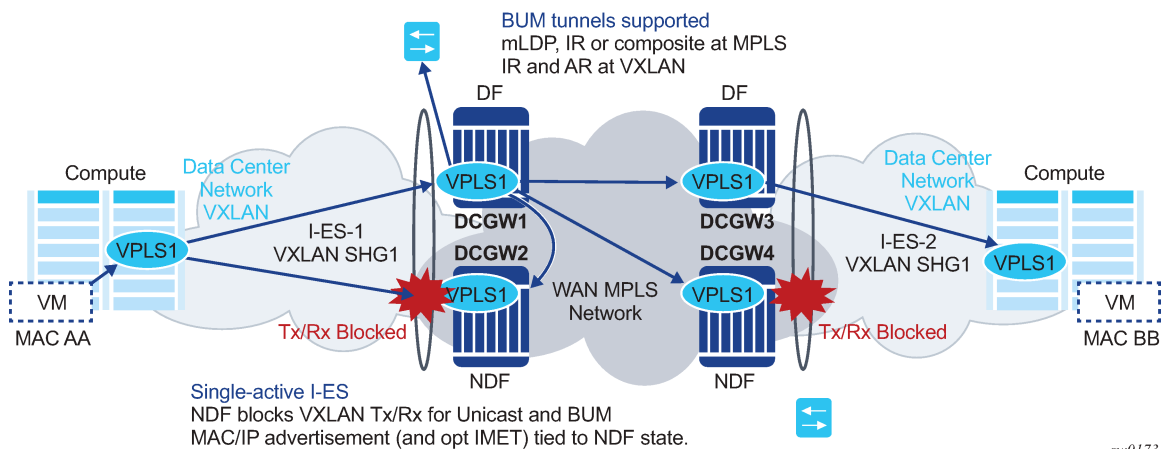 BUM tunnels supported
mLDP, IR or composite at MPLS
IR and AR at VXLAN
DF
DF
Compute
Data Center
Network
VXLAN
VPLS1
VPLS1
Data Center
Network
VXLAN
Compute
DCGW1
DCGW3
VPLS1
I-ES-1
VXLAN SHG1
DCGW2
DCGW4
I-ES-2
VXLAN SHG1
VPLS1
VM
MAC AA
VPLS1
WAN MPLS
Network
VPLS1
VM
MAC BB
Tx/Rx Blocked
Tx/Rx Blocked
NDF
NDF
Single-active I-ES
NDF blocks VXLAN Tx/Rx for Unicast and BUM
MAC/IP advertisement (and opt IMET) tied to NDF state.